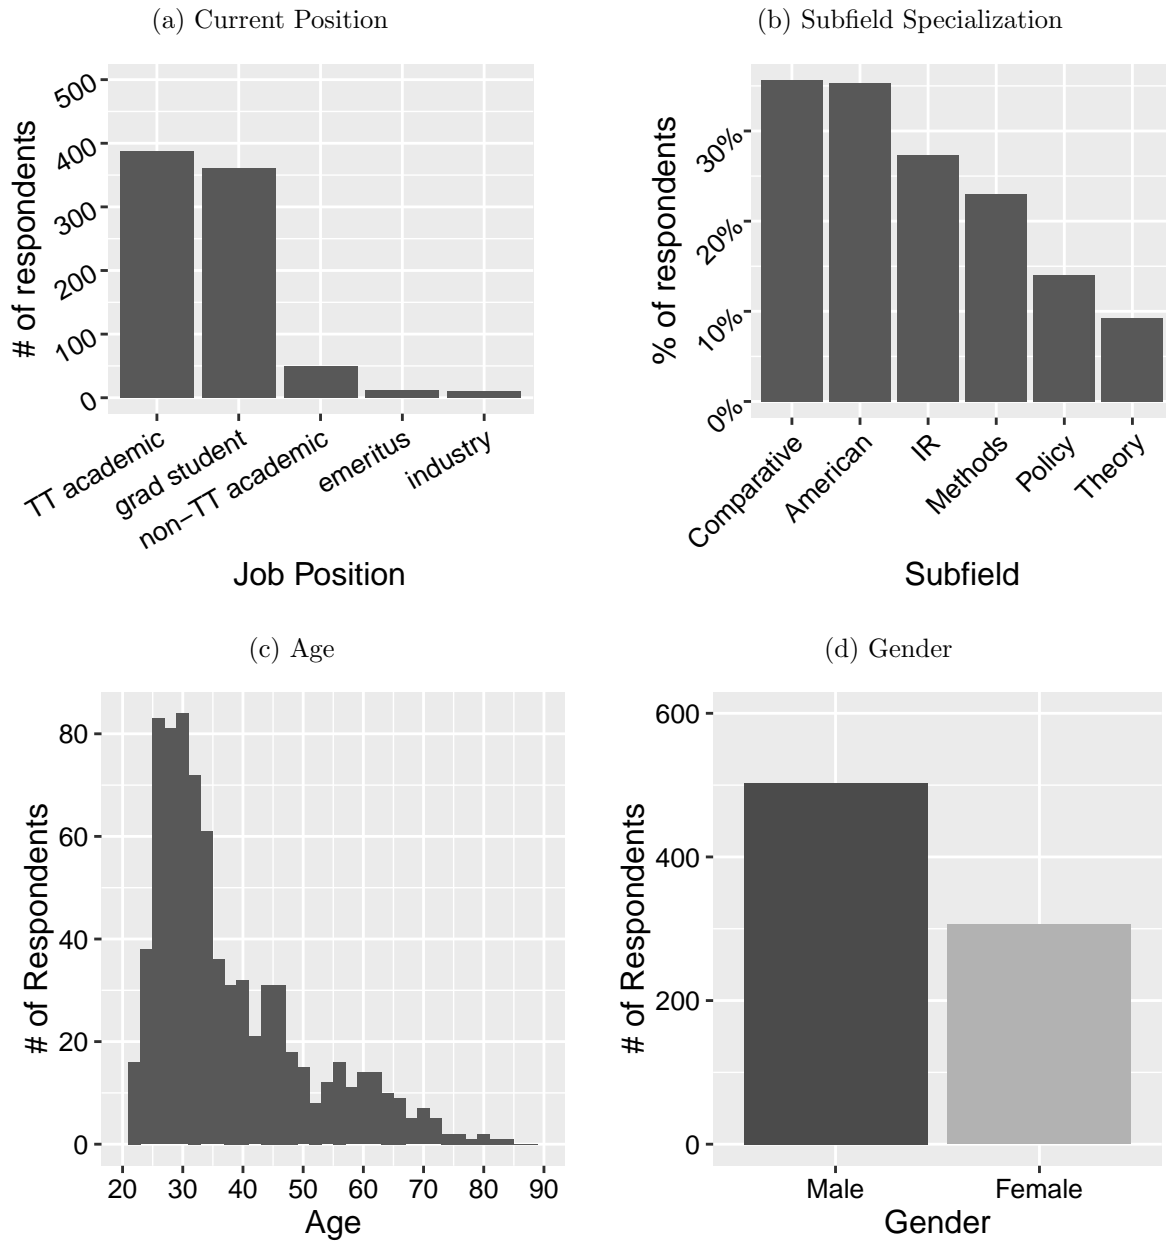 (a) Current Position
# of respondents
500
400
300
200
100
0
TT academic
grad student
non−TT academic
emeritus
industry
Job Position
(b) Subfield Specialization
% of respondents
30%
20%
10%
0%
Comparative
American
IR
Methods
Policy
Theory
Subfield
(c) Age
# of Respondents
80
60
40
20
0
20 30 40 50 60 70 80 90
Age
(d) Gender
# of Respondents
600
400
200
0
Male Female
Gender